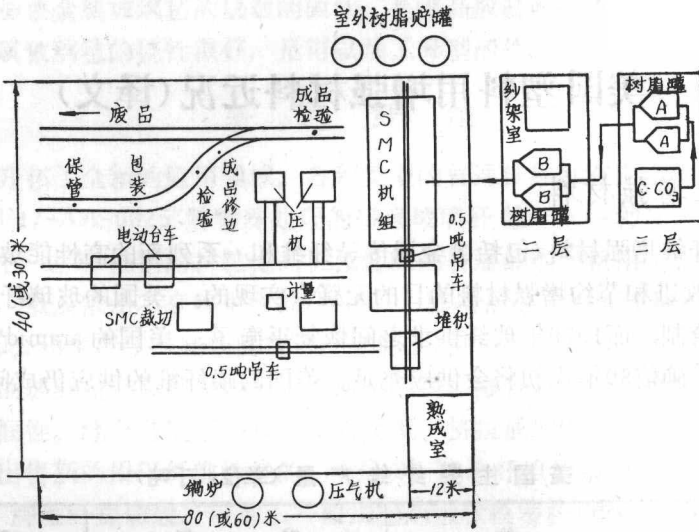 室外树脂贮罐
废品
成品
检验
SMC机组
纱架室
树脂罐
A
A
B
B
C·CO3
树脂罐
二层
三层
保管
包装
检验
成品修边
压机
电动台车
0.5吨吊车
计量
SMC裁切
堆积
0.5吨吊车
熟成室
40(或30)米
锅炉
压气机
12米
80(或60)米